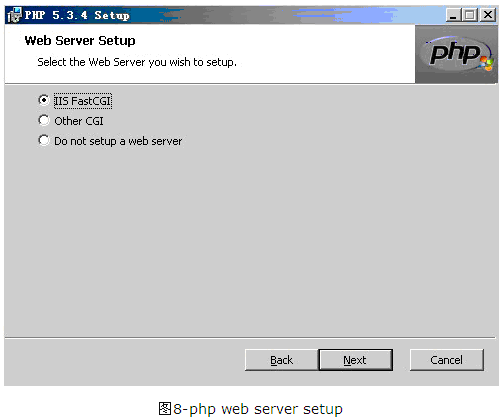 PHP 5.3.4 Setup
Web Server Setup
Select the Web Server you wish to setup.
php
IIS FastCGI
Other CGI
Do not setup a web server
Back Next Cancel
图8-php web server setup